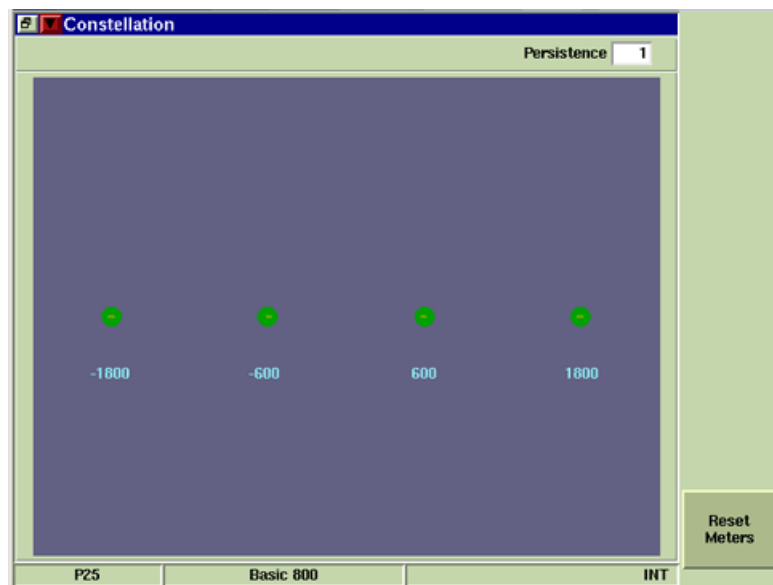 Constellation
Persistence 1
-1800 -600 600 1800
Reset
Meters
P25 Basic 800 INT